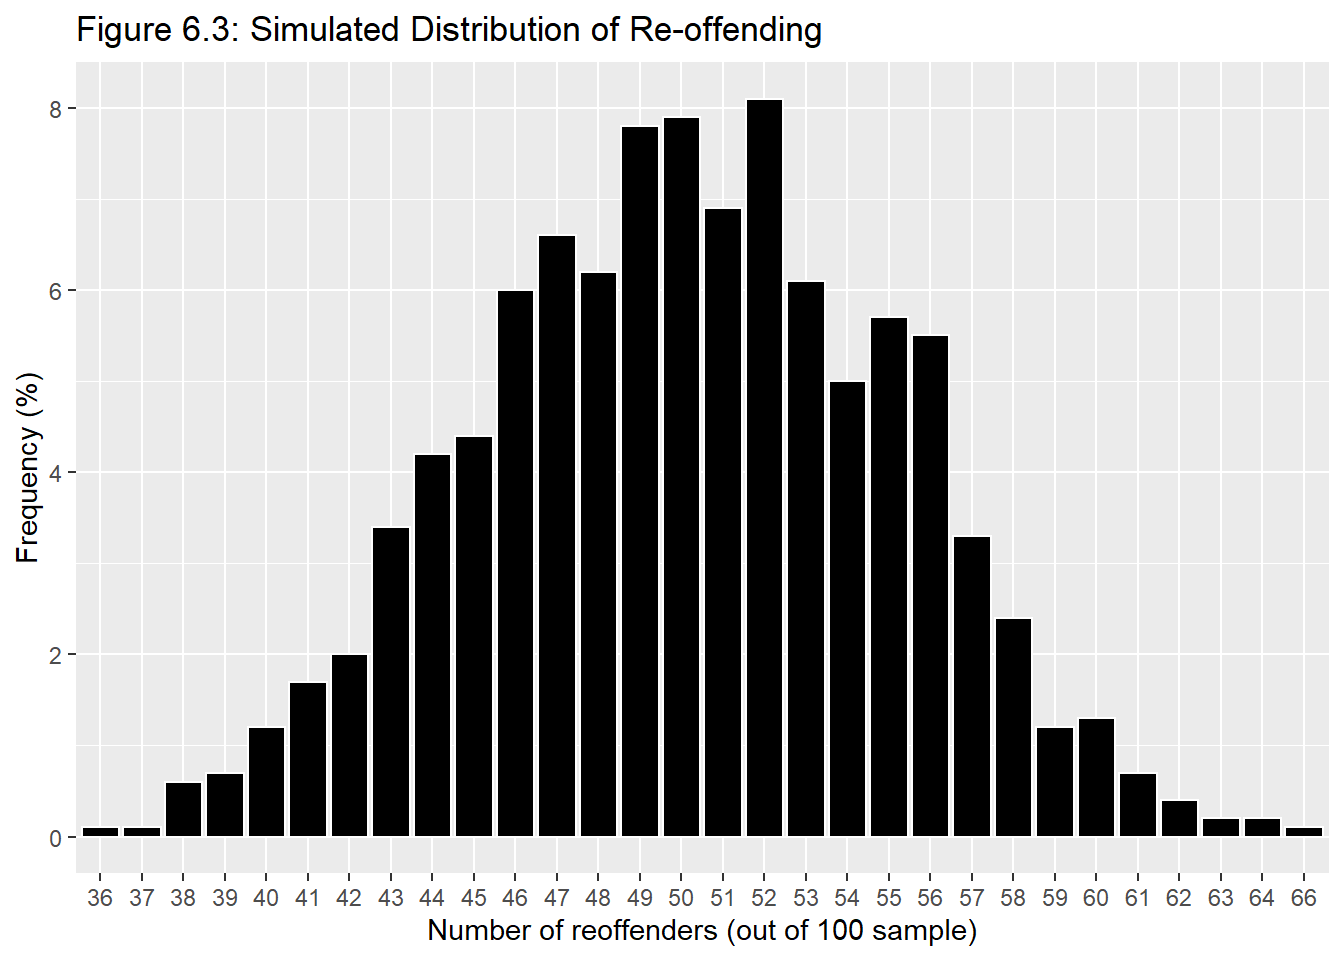 Figure 6.3: Simulated Distribution of Re-offending
8
6
4
2
0
Frequency (%)
36 37 38 39 40 41 42 43 44 45 46 47 48 49 50 51 52 53 54 55 56 57 58 59 60 61 62 63 64 66
Number of reoffenders (out of 100 sample)